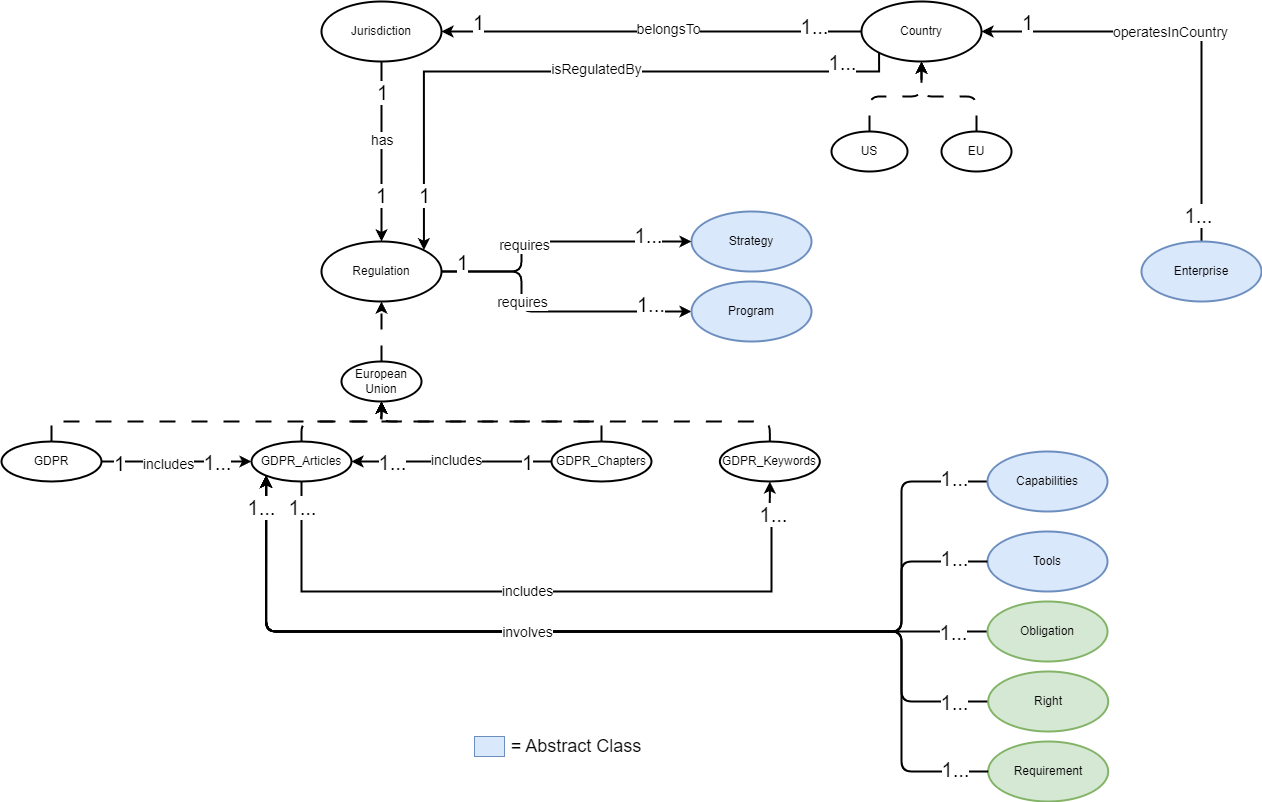 Jurisdiction
1
belongsTo
1...
Country
1
operatesInCountry
isRegulatedBy
1...
1
has
US
EU
1
1
1...
Regulation
1
requires
1...
Strategy
requires
1...
Program
Enterprise
European
Union
GDPR
1
includes
1...
GDPR_Articles
1...
includes
1
GDPR_Chapters
GDPR_Keywords
1...
1...
1...
includes
involves
1...
Capabilities
1...
Tools
1...
Obligation
1...
Right
1...
Requirement
= Abstract Class